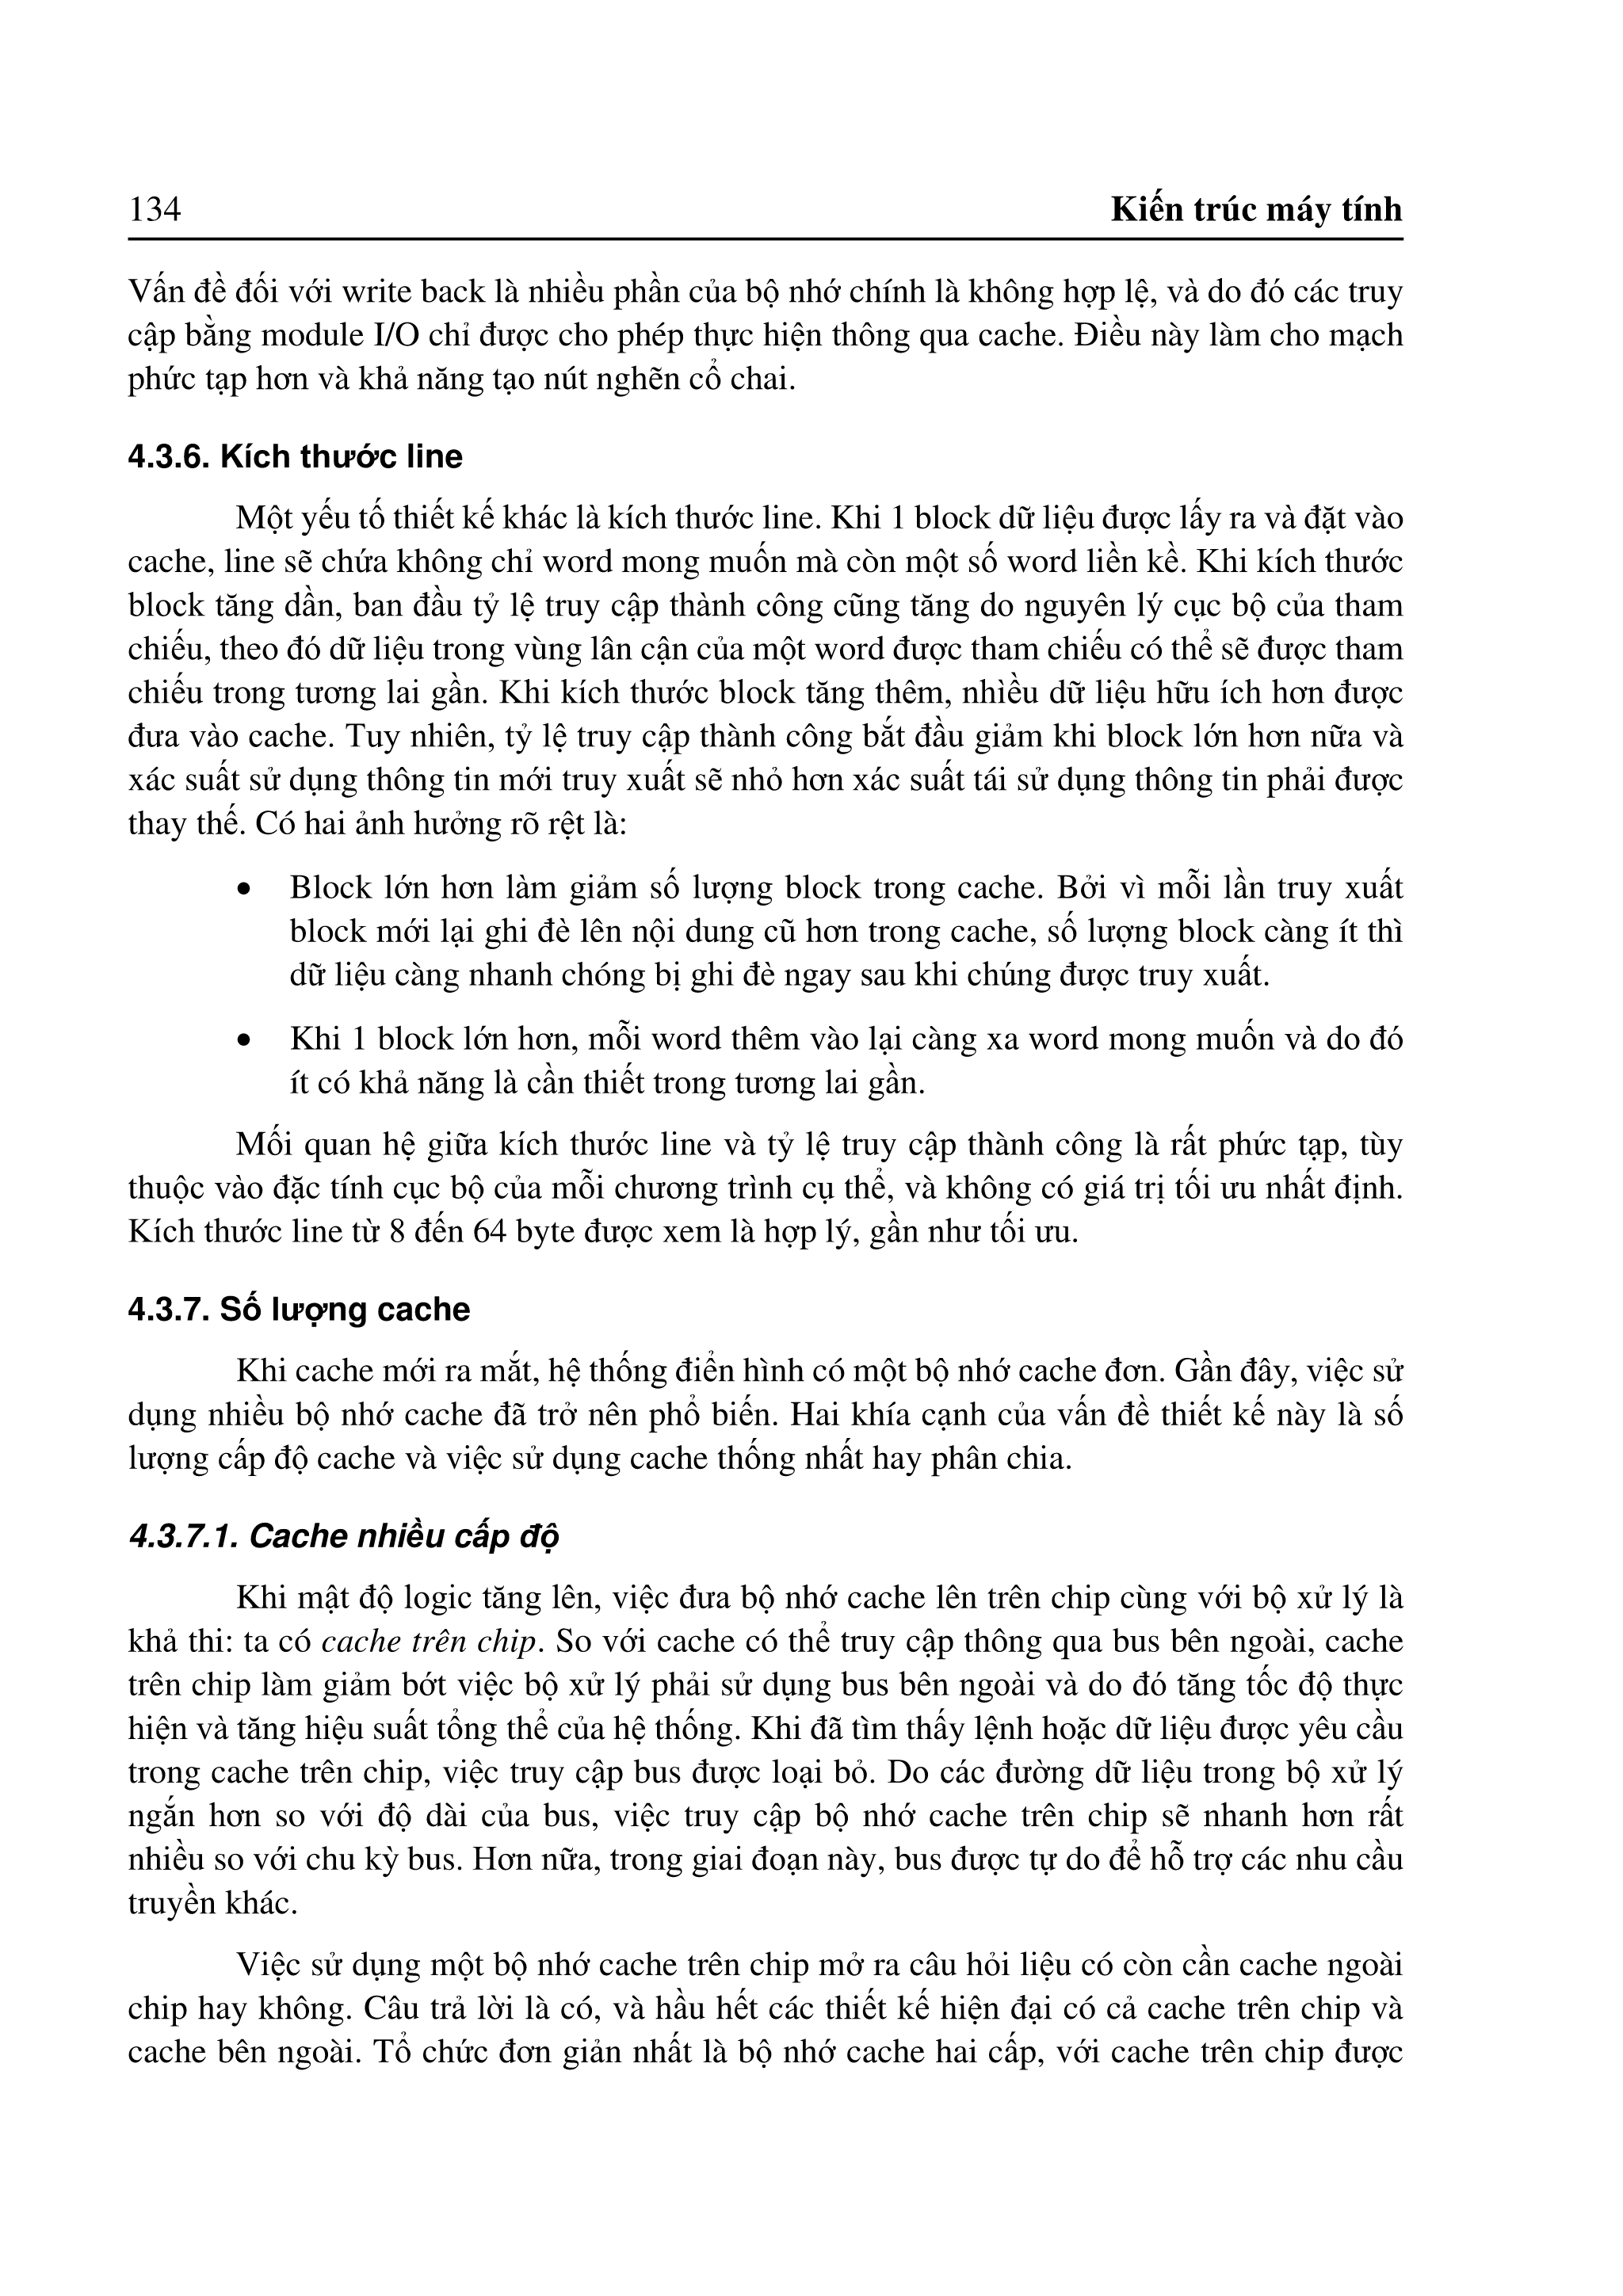 134 Kiến trúc máy tính
Vấn đề đối với write back là nhiều phần của bộ nhớ chính là không hợp lệ, và do đó các truy
cập bằng module I/O chỉ được cho phép thực hiện thông qua cache. Điều này làm cho mạch
phức tạp hơn và khả năng tạo nút nghẽn cổ chai.
4.3.6. Kích thước line
Một yếu tố thiết kế khác là kích thước line. Khi 1 block dữ liệu được lấy ra và đặt vào
cache, line sẽ chứa không chỉ word mong muốn mà còn một số word liền kề. Khi kích thước
block tăng dần, ban đầu tỷ lệ truy cập thành công cũng tăng do nguyên lý cục bộ của tham
chiếu, theo đó dữ liệu trong vùng lân cận của một word được tham chiếu có thể sẽ được tham
chiếu trong tương lai gần. Khi kích thước block tăng thêm, nhìều dữ liệu hữu ích hơn được
đưa vào cache. Tuy nhiên, tỷ lệ truy cập thành công bắt đầu giảm khi block lớn hơn nữa và
xác suất sử dụng thông tin mới truy xuất sẽ nhỏ hơn xác suất tái sử dụng thông tin phải được
thay thế. Có hai ảnh hưởng rõ rệt là:
• Block lớn hơn làm giảm số lượng block trong cache. Bởi vì mỗi lần truy xuất
block mới lại ghi đè lên nội dung cũ hơn trong cache, số lượng block càng ít thì
dữ liệu càng nhanh chóng bị ghi đè ngay sau khi chúng được truy xuất.
• Khi 1 block lớn hơn, mỗi word thêm vào lại càng xa word mong muốn và do đó
ít có khả năng là cần thiết trong tương lai gần.
Mối quan hệ giữa kích thước line và tỷ lệ truy cập thành công là rất phức tạp, tùy
thuộc vào đặc tính cục bộ của mỗi chương trình cụ thể, và không có giá trị tối ưu nhất định.
Kích thước line từ 8 đến 64 byte được xem là hợp lý, gần như tối ưu.
4.3.7. Số lượng cache
Khi cache mới ra mắt, hệ thống điển hình có một bộ nhớ cache đơn. Gần đây, việc sử
dụng nhiều bộ nhớ cache đã trở nên phổ biến. Hai khía cạnh của vấn đề thiết kế này là số
lượng cấp độ cache và việc sử dụng cache thống nhất hay phân chia.
4.3.7.1. Cache nhiều cấp độ
Khi mật độ logic tăng lên, việc đưa bộ nhớ cache lên trên chip cùng với bộ xử lý là
khả thi: ta có cache trên chip. So với cache có thể truy cập thông qua bus bên ngoài, cache
trên chip làm giảm bớt việc bộ xử lý phải sử dụng bus bên ngoài và do đó tăng tốc độ thực
hiện và tăng hiệu suất tổng thể của hệ thống. Khi đã tìm thấy lệnh hoặc dữ liệu được yêu cầu
trong cache trên chip, việc truy cập bus được loại bỏ. Do các đường dữ liệu trong bộ xử lý
ngắn hơn so với độ dài của bus, việc truy cập bộ nhớ cache trên chip sẽ nhanh hơn rất
nhiều so với chu kỳ bus. Hơn nữa, trong giai đoạn này, bus được tự do để hỗ trợ các nhu cầu
truyền khác.
Việc sử dụng một bộ nhớ cache trên chip mở ra câu hỏi liệu có còn cần cache ngoài
chip hay không. Câu trả lời là có, và hầu hết các thiết kế hiện đại có cả cache trên chip và
cache bên ngoài. Tổ chức đơn giản nhất là bộ nhớ cache hai cấp, với cache trên chip được